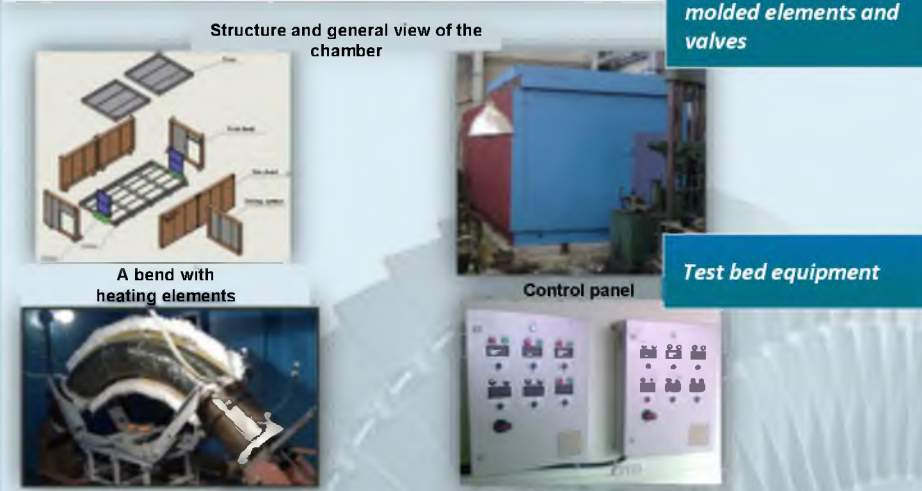 Structure and general view of the
chamber
molded elements and
valves
A bend with
heating elements
Control panel
Test bed equipment